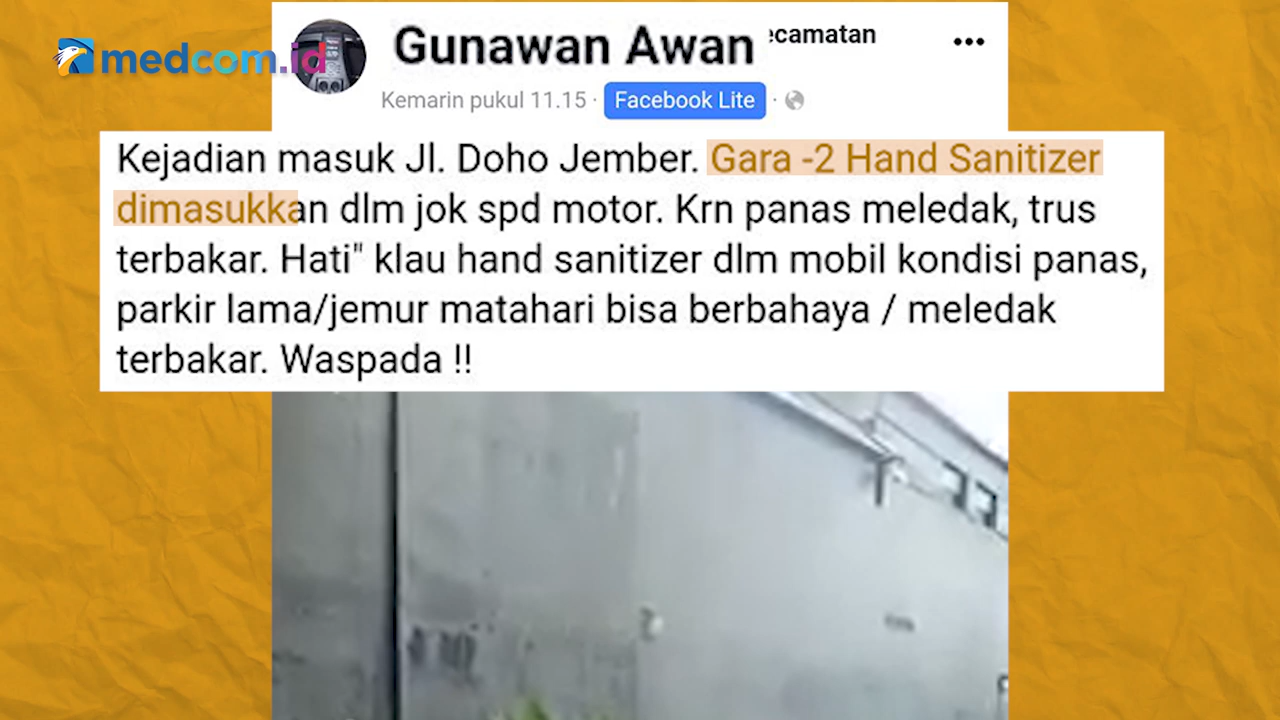 medcom.id
Gunawan Awan
ecamatan
Kemarin pukul 11.15 · Facebook Lite ·
Kejadian masuk Jl. Doho Jember. Gara -2 Hand Sanitizer
dimasukkan dlm jok spd motor. Krn panas meledak, trus
terbakar. Hati" klau hand sanitizer dlm mobil kondisi panas,
parkir lama/jemur matahari bisa berbahaya / meledak
terbakar. Waspada !!